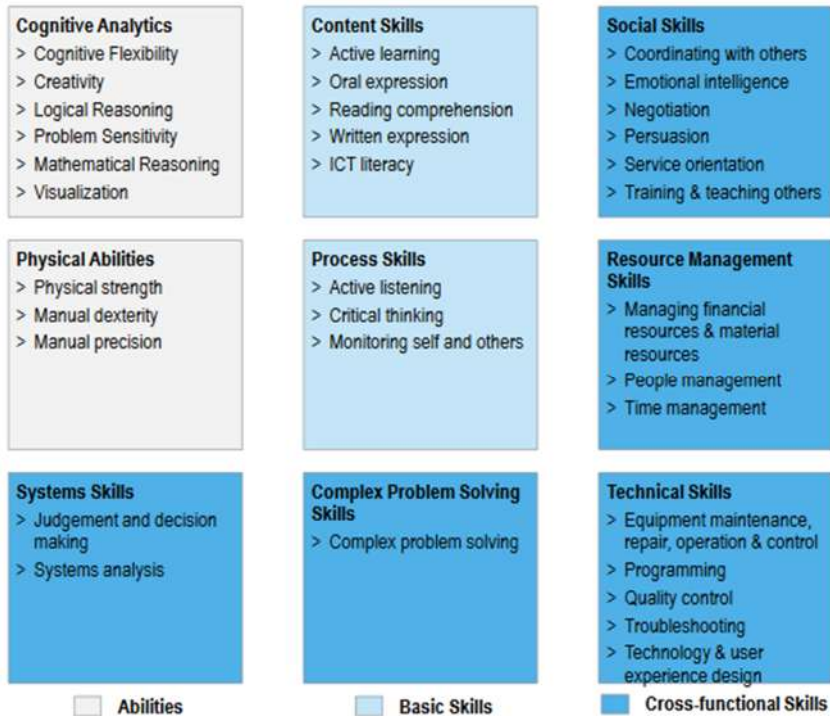 Cognitive Analytics
> Cognitive Flexibility
> Creativity
> Logical Reasoning
> Problem Sensitivity
> Mathematical Reasoning
> Visualization
Content Skills
> Active learning
> Oral expression
> Reading comprehension
> Written expression
> ICT literacy
Social Skills
> Coordinating with others
> Emotional intelligence
> Negotiation
> Persuasion
> Service orientation
> Training & teaching others
Physical Abilities
> Physical strength
> Manual dexterity
> Manual precision
Process Skills
> Active listening
> Critical thinking
> Monitoring self and others
Resource Management
Skills
> Managing financial
resources & material
resources
> People management
> Time management
Systems Skills
> Judgement and decision
making
> Systems analysis
Complex Problem Solving
Skills
> Complex problem solving
Technical Skills
> Equipment maintenance,
repair, operation & control
> Programming
> Quality control
> Troubleshooting
> Technology & user
experience design
Abilities
Basic Skills
Cross-functional Skills